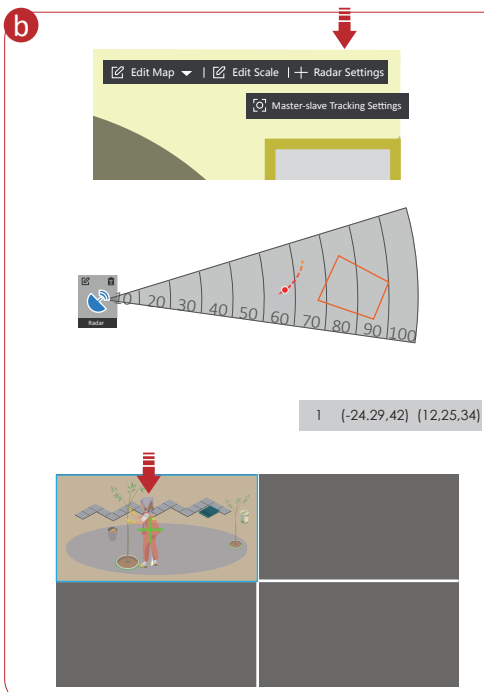 b
Edit Map | Edit Scale | Radar Settings
Master-slave Tracking Settings
10 20 30 40 50 60 70 80 90 100
Radar
1 (-24.29,42) (12,25,34)